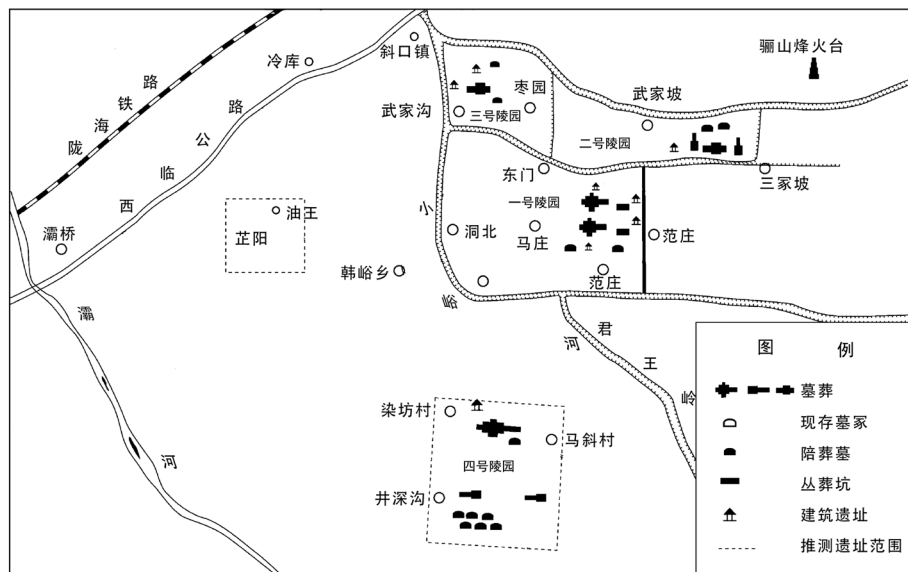 陇海铁路
西临公路
冷库
斜口镇
骊山烽火台
武家沟
枣园
三号陵园
武家坡
二号陵园
三冢坡
东门
一号陵园
小峪河
洞北
马庄
范庄
范庄
油王
芷阳
灞桥
韩峪乡
灞河
君王岭
染坊村
马斜村
四号陵园
井深沟
图 例
墓葬
现存墓冢
陪葬墓
丛葬坑
建筑遗址
推测遗址范围